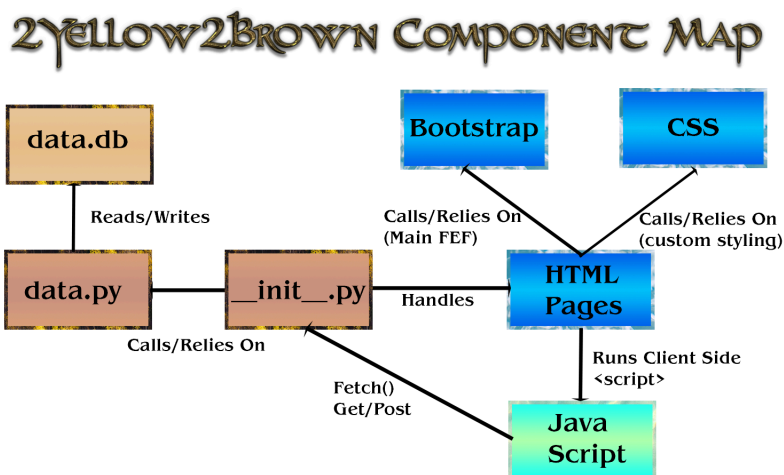 2Yellow2Brown Component Map
data.db
Bootstrap
CSS
Reads/Writes
Calls/Relies On
(Main FEF)
Calls/Relies On
(custom styling)
data.py
__init__.py
Handles
HTML
Pages
Calls/Relies On
Runs Client Side
<script>
Fetch()
Get/Post
Java
Script